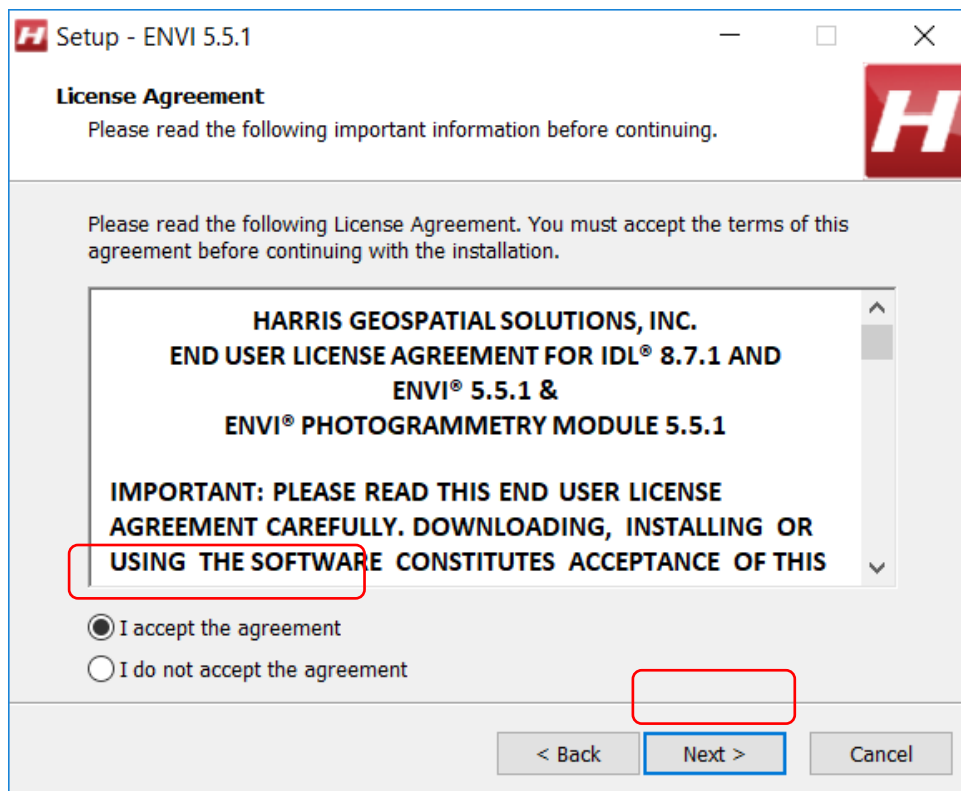 Setup - ENVI 5.5.1
License Agreement
Please read the following important information before continuing.
H
Please read the following License Agreement. You must accept the terms of this
agreement before continuing with the installation.
HARRIS GEOSPATIAL SOLUTIONS, INC.
END USER LICENSE AGREEMENT FOR IDL® 8.7.1 AND
ENVI® 5.5.1 &
ENVI® PHOTOGRAMMETRY MODULE 5.5.1
IMPORTANT: PLEASE READ THIS END USER LICENSE
AGREEMENT CAREFULLY. DOWNLOADING, INSTALLING OR
USING THE SOFTWARE CONSTITUTES ACCEPTANCE OF THIS
I accept the agreement
I do not accept the agreement
< Back Next > Cancel